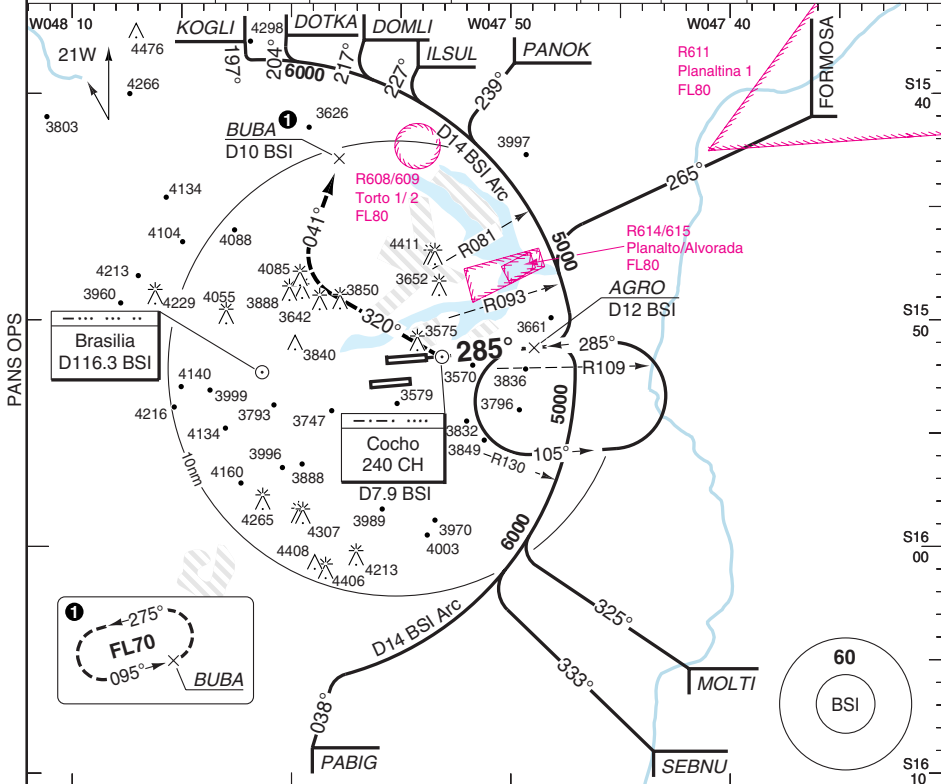 W048 10
4298
DOTKA
W047 50
W047 40
KOGLI
DOMLI
4476
ILSUL
PANOK
21W
197°
204°
6000
217°
227°
239°
R611
Planaltina 1
FL80
FORMOSA
S15
40
4266
3803
BUBA
1
3626
D10 BSI
D14 BSI Arc
3997
R608/609
Torto 1/ 2
FL80
265°
4134
4104
4088
041°
4411
R081
5000
R614/615
Planalto/Alvorada
FL80
4213
4085
3652
3960
4229
4055
3888
3850
3642
R093
AGRO
D12 BSI
320°
3575
3661
S15
50
Brasilia
D116.3 BSI
3840
285°
285°
PANS OPS
3570
R109
3836
4140
3999
4216
3793
3747
3579
3796
5000
4134
3832
Cocho
240 CH
3849
105°
3996
3888
R130
10nm
4160
D7.9 BSI
4265
4307
3989
3970
6000
4003
4408
4213
4406
S16
00
D14 BSI Arc
325°
1
275°
FL70
095°
BUBA
333°
MOLTI
60
BSI
038°
PABIG
SEBNU
S16
10